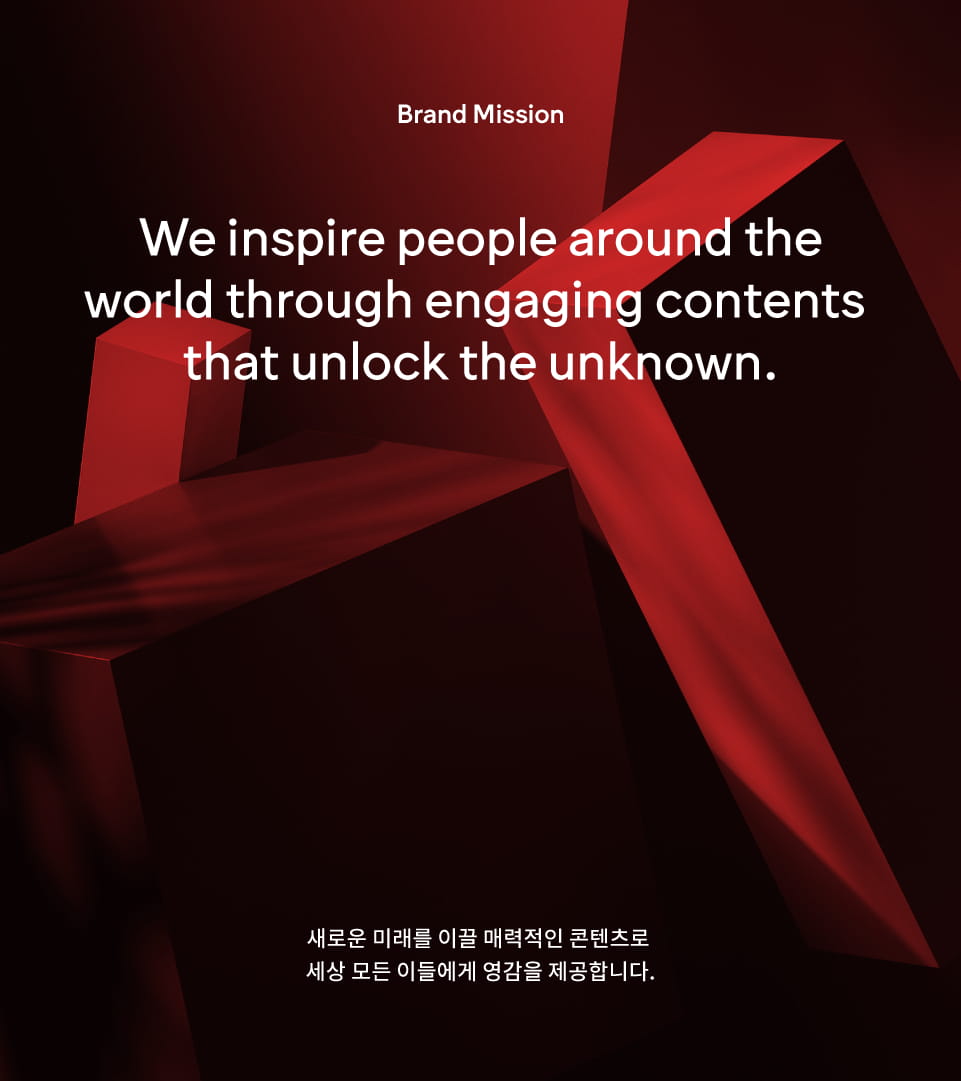 Brand Mission
We inspire people around the
world through engaging contents
that unlock the unknown.
새로운 미래를 이끌 매력적인 콘텐츠로
세상 모든 이들에게 영감을 제공합니다.